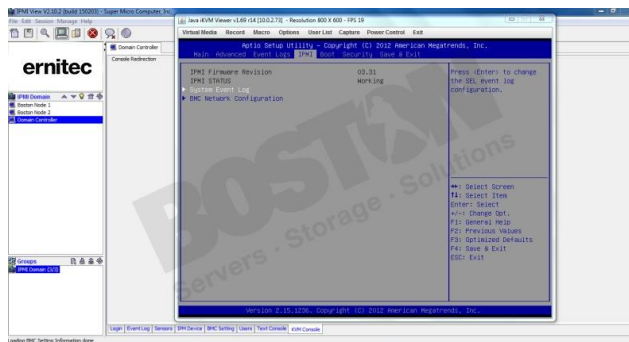 IPMI View V2.10.2 (build 150203) - Super Micro Computer, Inc.
File Edit Session Manage Help
ernitec
IPMI Domain
Boston Node 1
Boston Node 2
Domain Controller
Groups
IPMI Domain (3/3)
Loading BMC Setting Information done
Domain Controller
Console Redirection
Java iKVM Viewer v1.69 r14 [10.0.2.73] - Resolution 800 X 600 - FPS 19
Virtual Media Record Macro Options User List Capture Power Control Exit
Aptio Setup Utility - Copyright (C) 2012 American Megatrends, Inc.
Main Advanced Event Logs IPMI Boot Security Save & Exit
IPMI Firmware Revision 03.31
IPMI STATUS Working
System Event Log
BMC Network Configuration
Press <Enter> to change
the SEL event log
configuration.
: Select Screen
: Select Item
Enter: Select
+/-: Change Opt.
F1: General Help
F2: Previous Values
F3: Optimized Defaults
F4: Save & Exit
ESC: Exit
Version 2.15.1236. Copyright (C) 2012 American Megatrends, Inc.
BOSTON
Servers . Storage . Solutions
Login Event Log Sensors IPM Device BMC Setting Users Text Console KVM Console